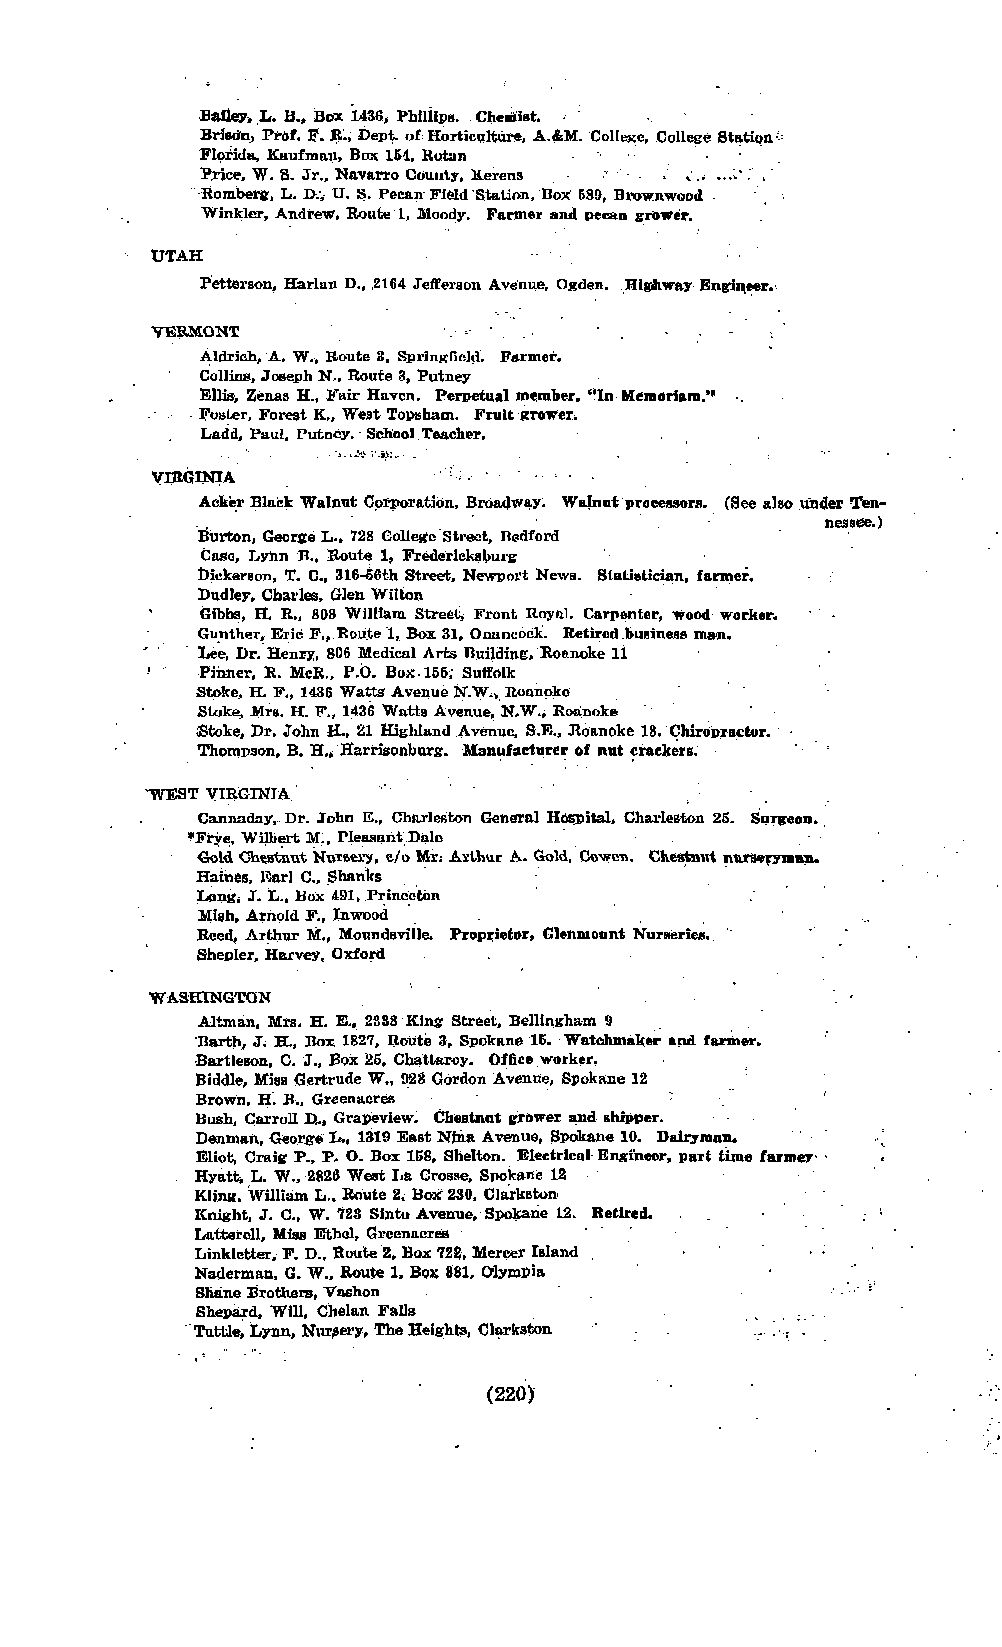 Bailey, L. B., Box 1436, Phillips. Chemist.
Brison, Prof. F. R., Dept. of Horticulture, A.&M. College, College Station
Florida, Kaufman, Box 154, Rotan
Price, W. S. Jr., Navarro County, Kerens
Romberg, L. D., U. S. Pecan Field Station, Box 589, Brownwood
Winkler, Andrew, Route 1, Moody. Farmer and pecan grower.
UTAH
Petterson, Harlan D., 2164 Jefferson Avenue, Ogden. Highway Engineer.
VERMONT
Aldrich, A. W., Route 3, Springfield. Farmer.
Collins, Joseph N., Route 3, Putney
Ellis, Zenas H., Fair Haven. Perpetual member, "In Memoriam."
Foster, Forest K., West Topsham. Fruit grower.
Ladd, Paul, Putney. School Teacher.
VIRGINIA
Acker Black Walnut Corporation, Broadway. Walnut processors. (See also under Ten-
nessee.)
Burton, George L., 728 College Street, Bedford
Case, Lynn B., Route 1, Fredericksburg
Dickerson, T. C., 316-56th Street, Newport News. Statistician, farmer.
Dudley, Charles, Glen Wilton
Gibbs, H. R., 808 William Street, Front Royal. Carpenter, wood worker.
Gunther, Eric F., Route 1, Box 31, Onancock. Retired business man.
Lee, Dr. Henry, 806 Medical Arts Building, Roanoke 11
Pinner, R. McR., P.O. Box 155, Suffolk
Stoke, H. F., 1436 Watts Avenue N.W., Roanoke
Stoke, Mrs. H. F., 1436 Watts Avenue, N.W., Roanoke
Stoke, Dr. John H., 21 Highland Avenue, S.E., Roanoke 18. Chiropractor.
Thompson, B. H., Harrisonburg. Manufacturer of nut crackers.
WEST VIRGINIA
Cannaday, Dr. John E., Charleston General Hospital, Charleston 25. Surgeon.
*Frye, Wilbert M., Pleasant Dale
Gold Chestnut Nursery, c/o Mr. Arthur A. Gold, Cowen. Chestnut nurseryman.
Haines, Earl C., Shanks
Long, J. L., Box 491, Princeton
Mish, Arnold F., Inwood
Reed, Arthur M., Moundsville. Proprietor, Glenmount Nurseries.
Shepler, Harvey, Oxford
WASHINGTON
Altman, Mrs. H. E., 2338 King Street, Bellingham 9
Barth, J. H., Box 1827, Route 3, Spokane 15. Watchmaker and farmer.
Bartleson, C. J., Box 25, Chattaroy. Office worker.
Biddle, Miss Gertrude W., 923 Gordon Avenue, Spokane 12
Brown, H. R., Greenacres
Bush, Carroll D., Grapeview. Chestnut grower and shipper.
Denman, George L., 1319 East Nina Avenue, Spokane 10. Dairyman.
Eliot, Craig P., P. O. Box 158, Shelton. Electrical Engineer, part time farmer
Hyatt, L. W., 2826 West La Crosse, Spokane 12
Kling, William L., Route 2, Box 230, Clarkston
Knight, J. C., W. 723 Sinto Avenue, Spokane 12. Retired.
Latterell, Miss Ethel, Greenacres
Linkletter, F. D., Route 2, Box 722, Mercer Island
Naderman, G. W., Route 1, Box 381, Olympia
Shane Brothers, Vashon
Shepard, Will, Chelan Falls
Tuttle, Lynn, Nursery, The Heights, Clarkston
(220)